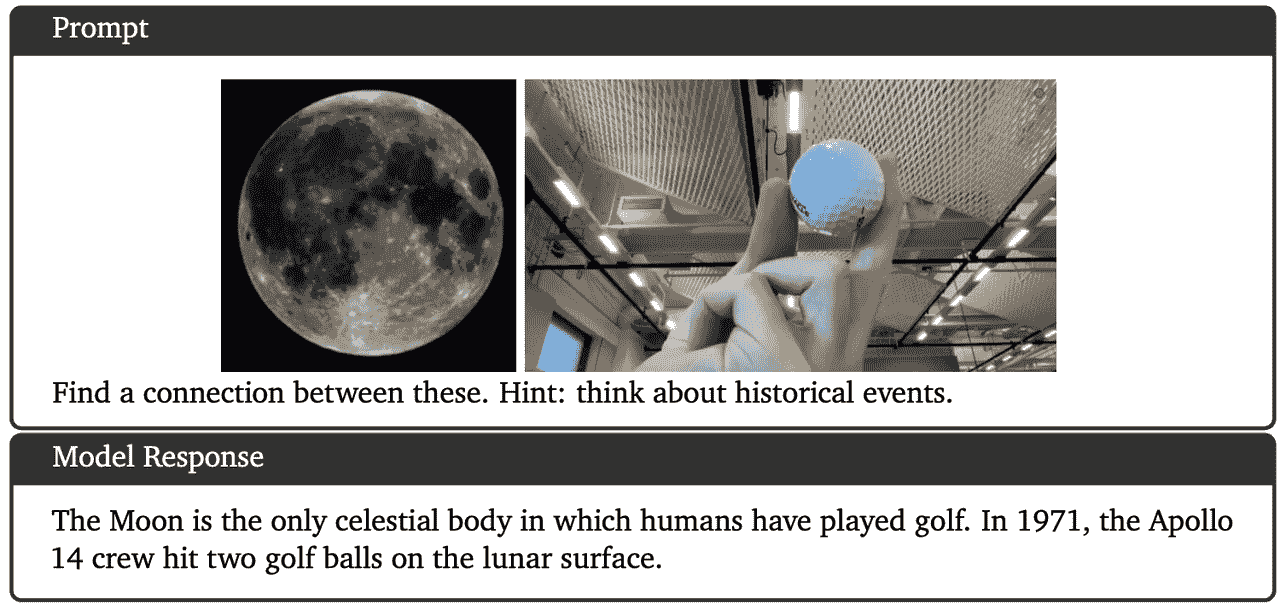 Prompt
Find a connection between these. Hint: think about historical events.
Model Response
The Moon is the only celestial body in which humans have played golf. In 1971, the Apollo
14 crew hit two golf balls on the lunar surface.